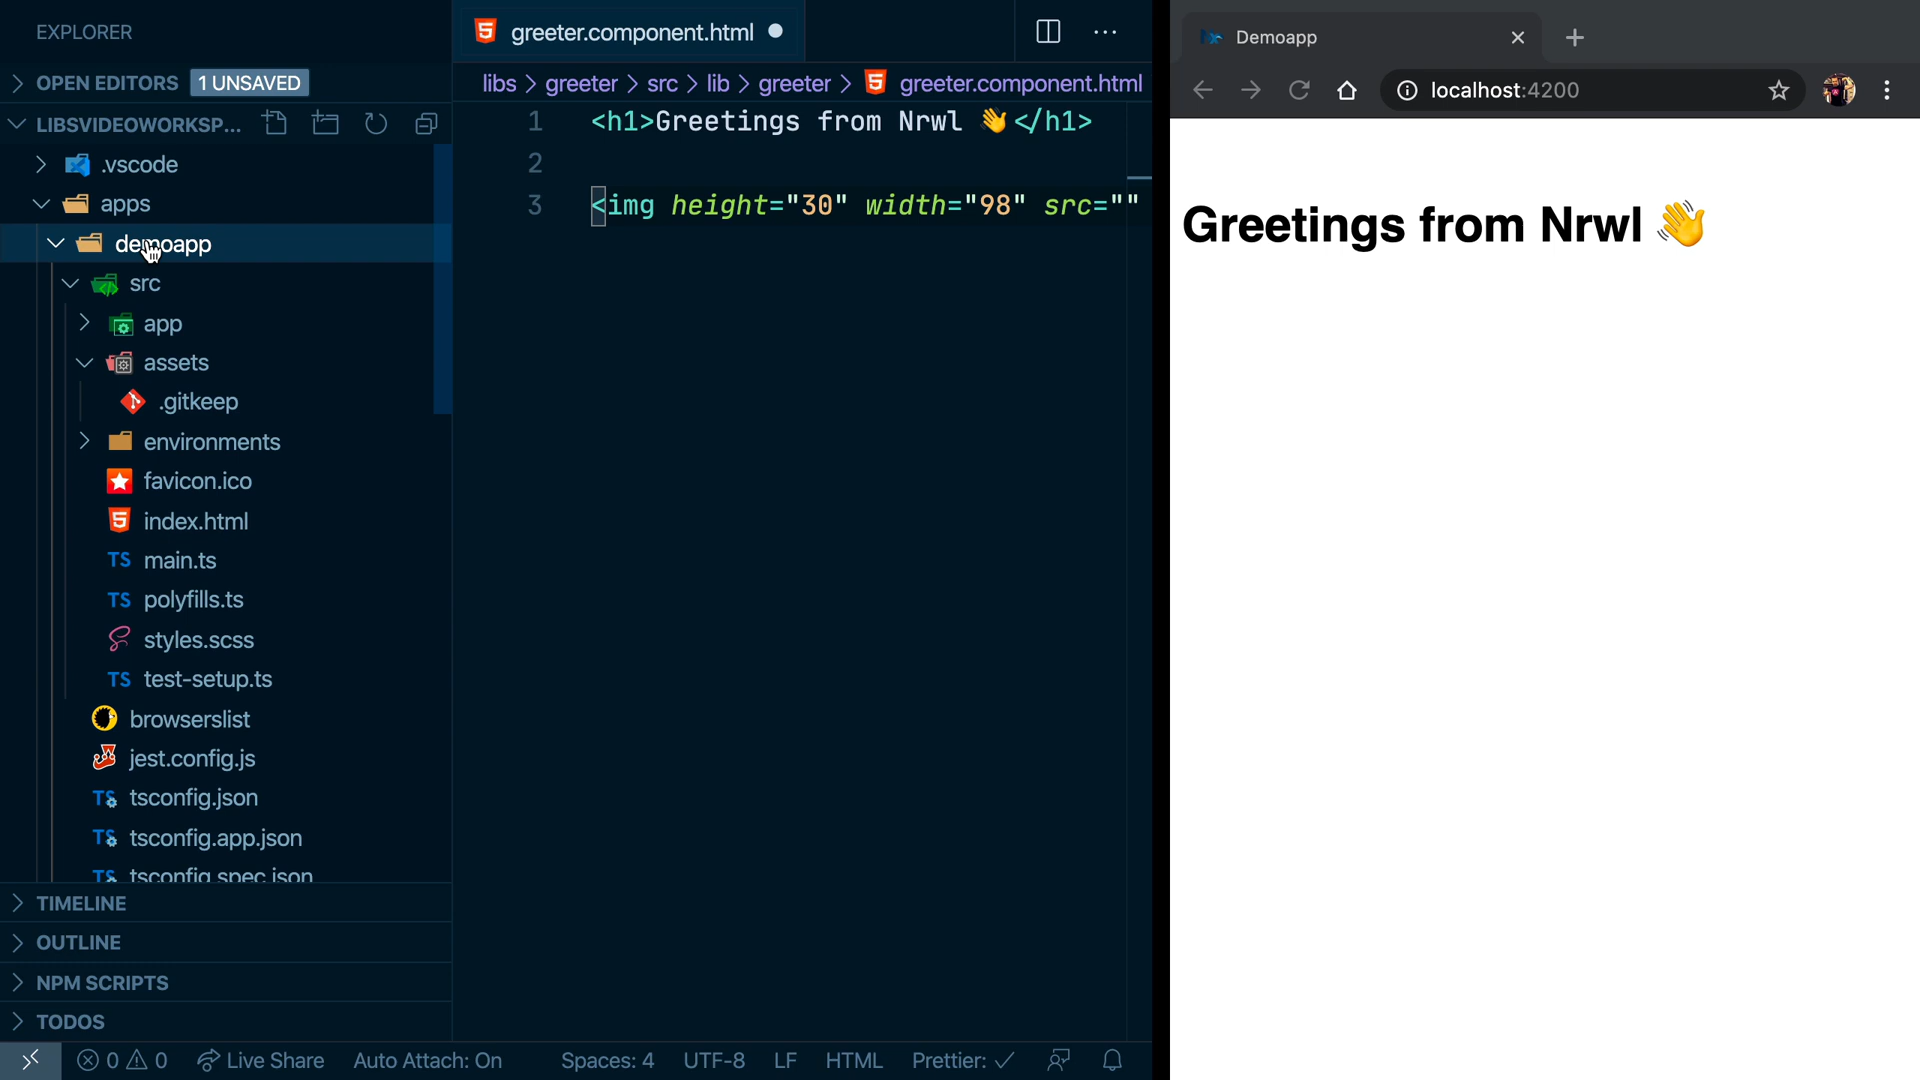 EXPLORER
OPEN EDITORS 1 UNSAVED
LIBSVIDEOWORKSP...
.vscode
apps
demoapp
src
app
assets
.gitkeep
environments
favicon.ico
index.html
main.ts
polyfills.ts
styles.scss
test-setup.ts
browserslist
jest.config.js
tsconfig.json
tsconfig.app.json
tsconfig.spec.json
TIMELINE
OUTLINE
NPM SCRIPTS
TODOS
greeter.component.html
libs > greeter > src > lib > greeter > greeter.component.html
1 <h1>Greetings from Nrwl 👋</h1>
2
3 <img height="30" width="98" src=""
0 0 Live Share Auto Attach: On Spaces: 4 UTF-8 LF HTML Prettier: ✓
Demoapp
localhost:4200
Greetings from Nrwl 👋